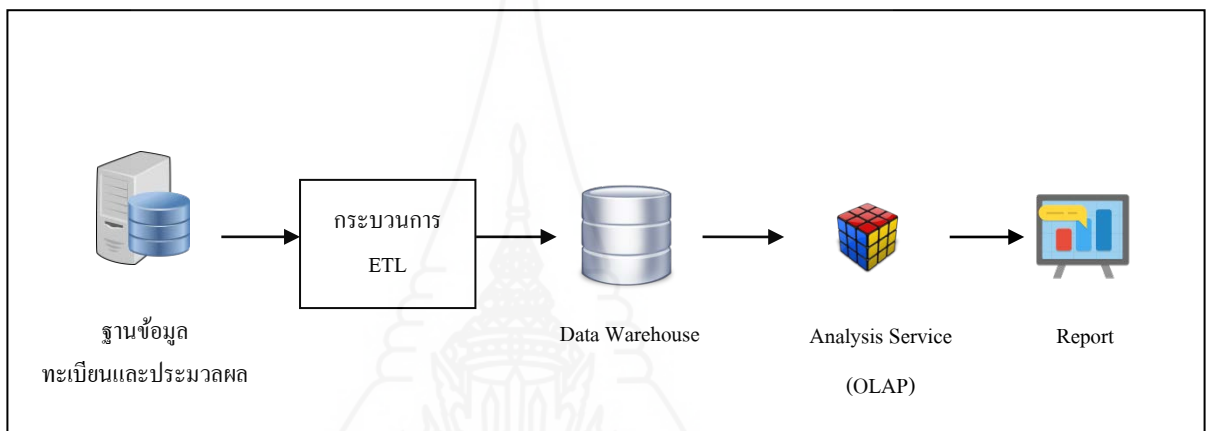 กระบวนการ
ETL
ฐานข้อมูล
ทะเบียนและประมวลผล
Data Warehouse
Analysis Service
(OLAP)
Report